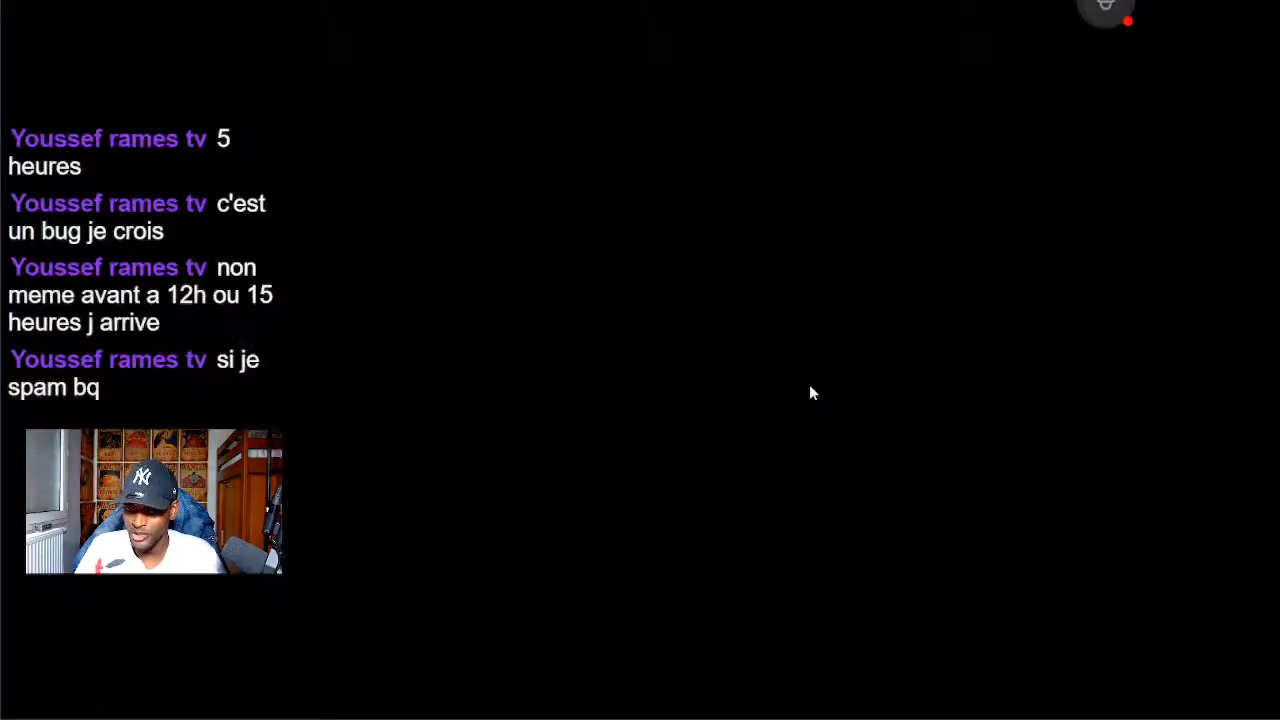 Youssef rames tv 5
heures
Youssef rames tv c'est
un bug je crois
Youssef rames tv non
meme avant a 12h ou 15
heures j arrive
Youssef rames tv si je
spam bq
NY